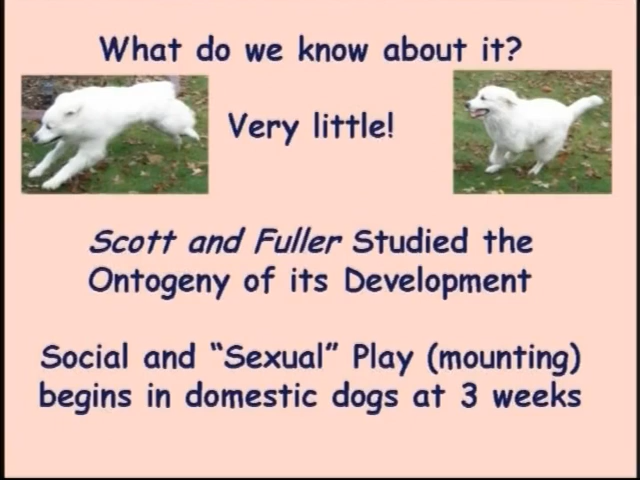 What do we know about it?
Very little!
Scott and Fuller Studied the
Ontogeny of its Development
Social and “Sexual” Play (mounting)
begins in domestic dogs at 3 weeks